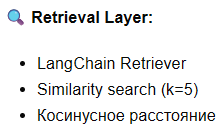 🔍 Retrieval Layer:
• LangChain Retriever
• Similarity search (k=5)
• Косинусное расстояние